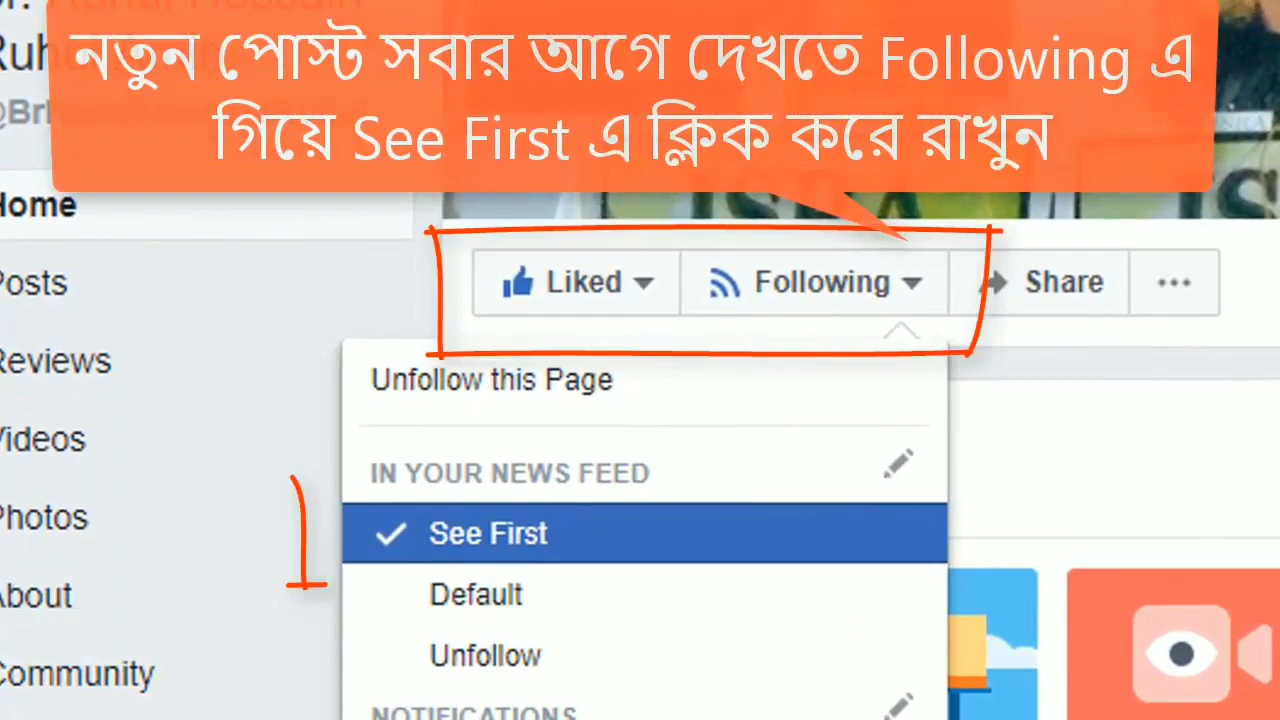 নতুন পোস্ট সবার আগে দেখতে Following এ
গিয়ে See First এ ক্লিক করে রাখুন
Home
Posts
Reviews
Videos
Photos
About
Community
Liked
Following
Share
Unfollow this Page
IN YOUR NEWS FEED
See First
Default
Unfollow
NOTIFICATIONS